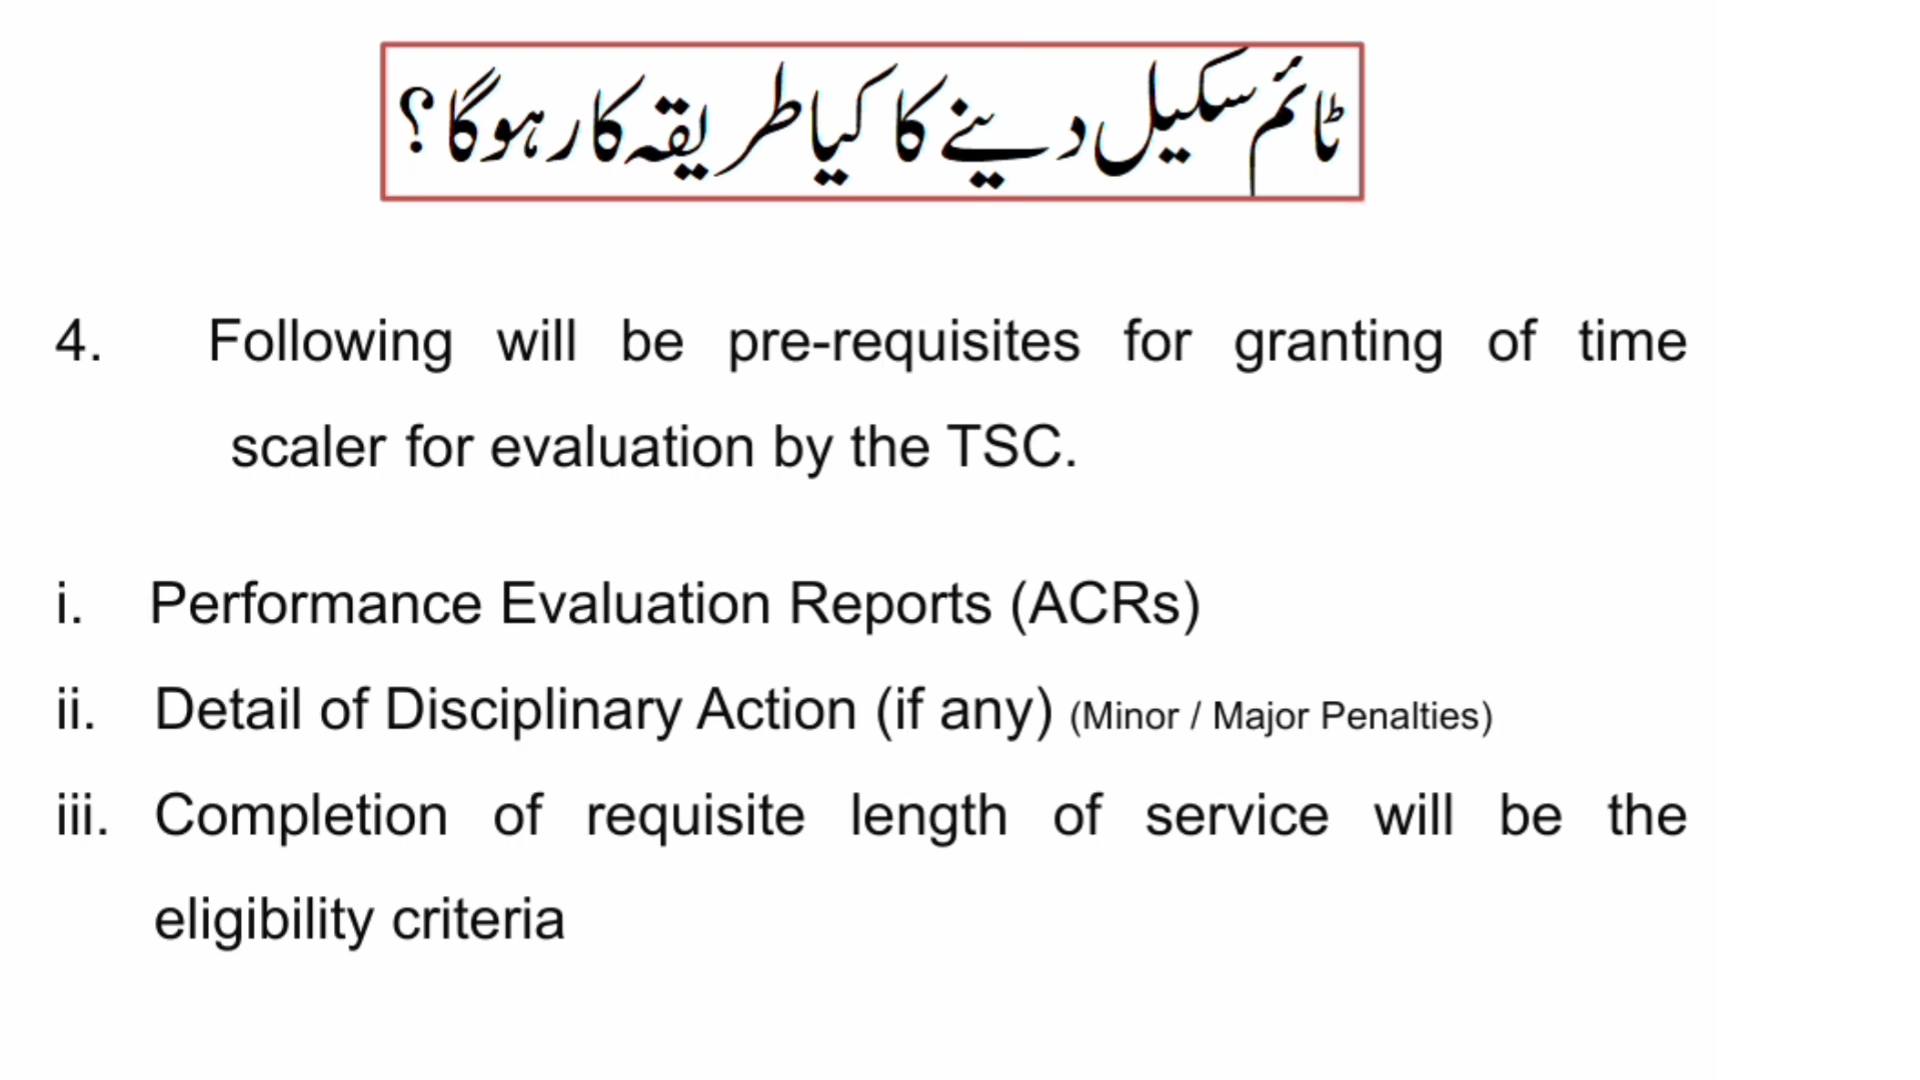 ٹائم سکیل دینے کا کیا طریقہ کار ہوگا؟
4. Following will be pre-requisites for granting of time
scaler for evaluation by the TSC.
i. Performance Evaluation Reports (ACRs)
ii. Detail of Disciplinary Action (if any) (Minor / Major Penalties)
iii. Completion of requisite length of service will be the
eligibility criteria